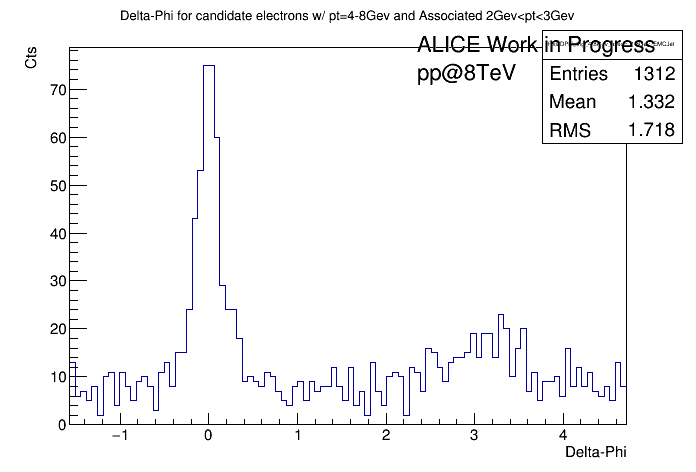 Delta-Phi for candidate electrons w/ pt=4-8Gev and Associated 2Gev<pt<3Gev
Cts
ALICE Work in Progress
pp@8TeV
Entries 1312
Mean 1.332
RMS 1.718
70
60
50
40
30
20
10
0
−1 0 1 2 3 4
Delta-Phi